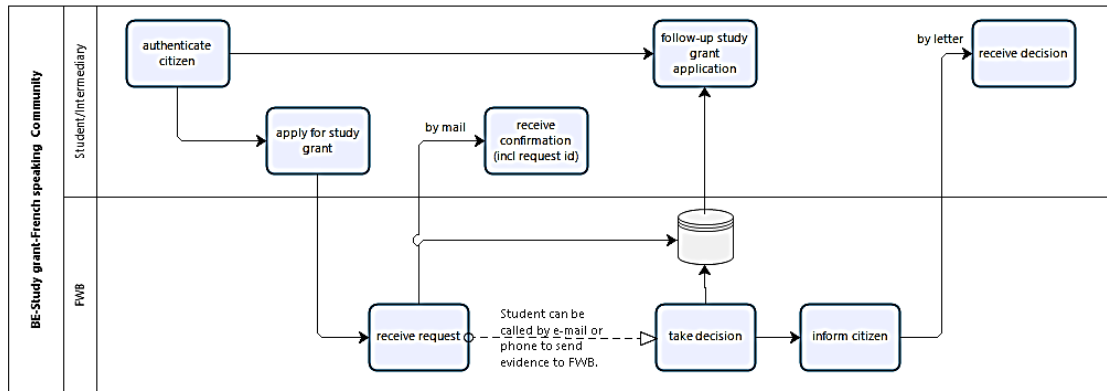 BE-Study grant-French speaking Community
Student/Intermediary
FWB
authenticate
citizen
follow-up study
grant
application
by letter
receive decision
apply for study
grant
by mail
receive
confirmation
(incl request id)
receive request
Student can be
called by e-mail or
phone to send
evidence to FWB.
take decision
inform citizen